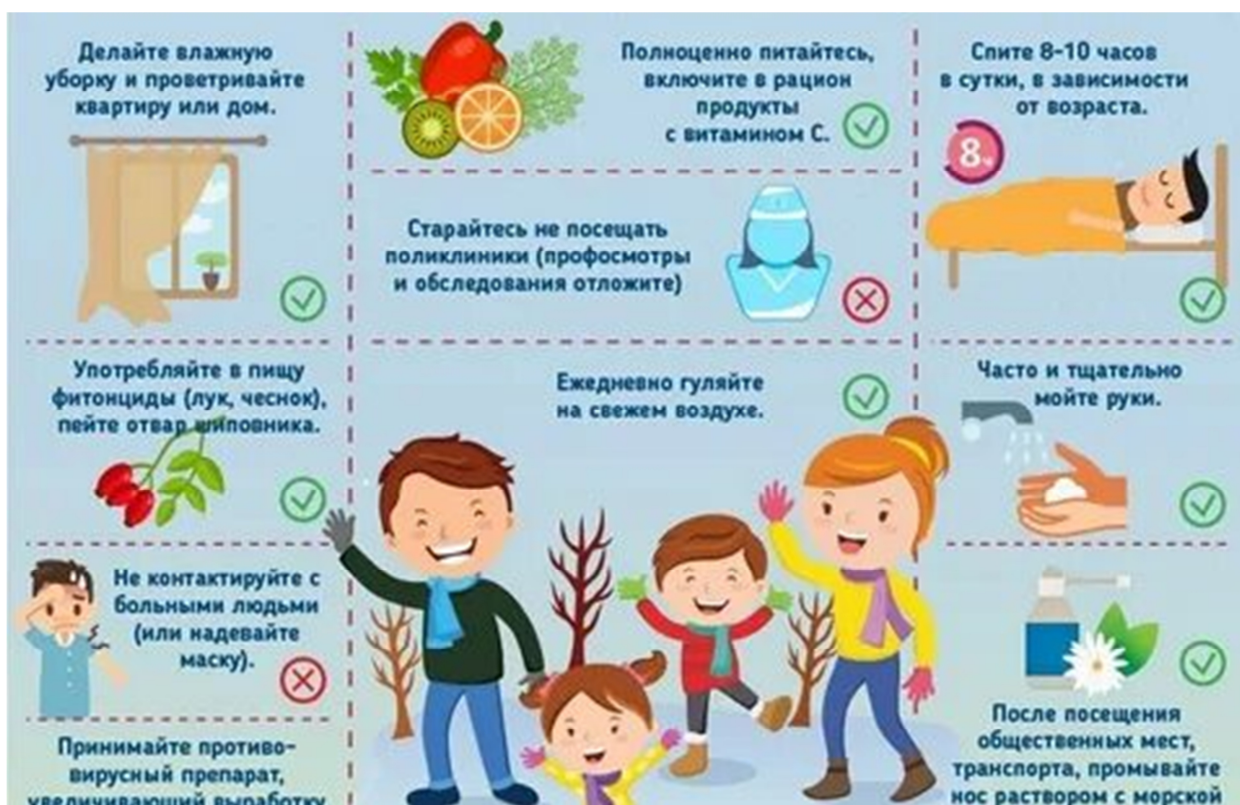 Делайте влажную
уборку и проветривайте
квартиру или дом.
Полноценно питайтесь,
включите в рацион
продукты
с витамином С.
Спите 8-10 часов
в сутки, в зависимости
от возраста.
8ч
Старайтесь не посещать
поликлиники (профосмотры
и обследования отложите)
Употребляйте в пищу
фитонциды (лук, чеснок),
пейте отвар шиповника.
Ежедневно гуляйте
на свежем воздухе.
Часто и тщательно
мойте руки.
Не контактируйте с
больными людьми
(или надевайте
маску).
Принимайте противо-
вирусный препарат,
увеличивающий выработку
После посещения
общественных мест,
транспорта, промывайте
нос раствором с морской